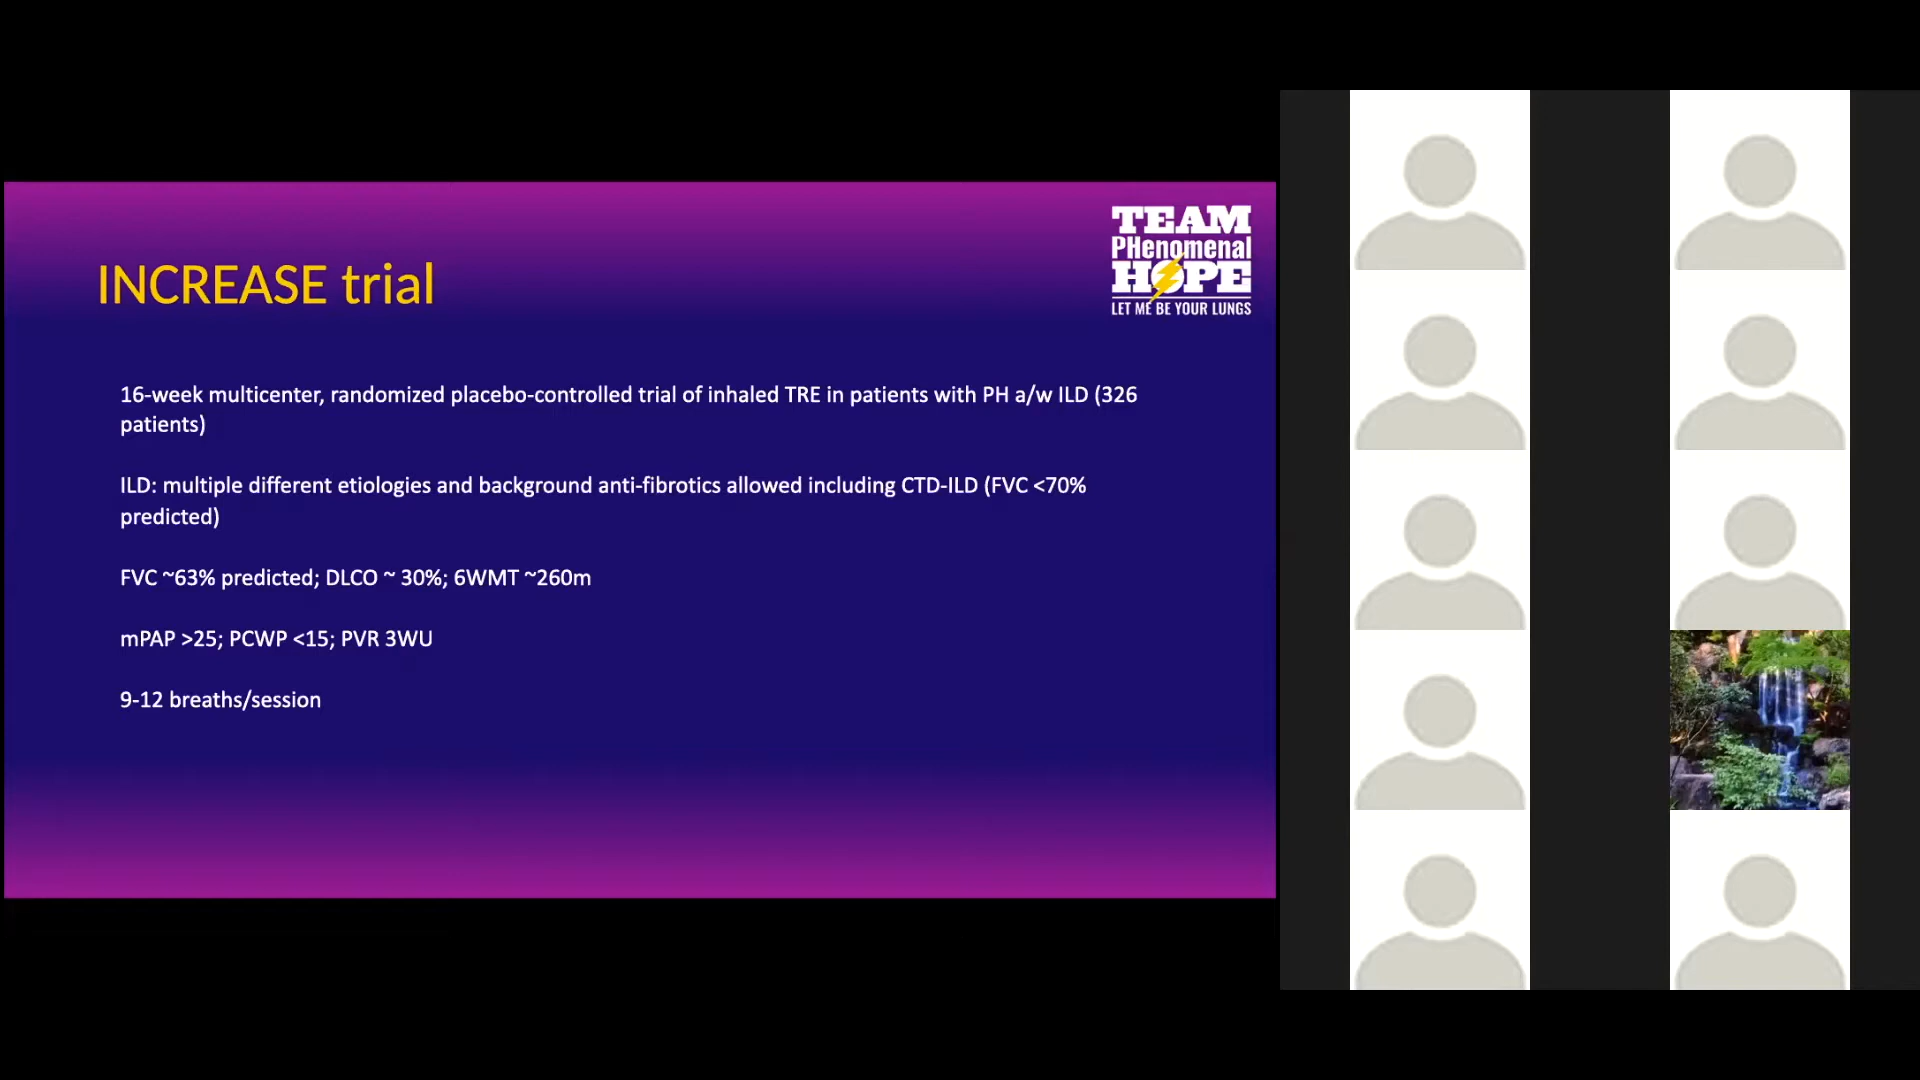 TEAM
PHenomenal
HOPE
LET ME BE YOUR LUNGS
INCREASE trial
16-week multicenter, randomized placebo-controlled trial of inhaled TRE in patients with PH a/w ILD (326
patients)
ILD: multiple different etiologies and background anti-fibrotics allowed including CTD-ILD (FVC <70%
predicted)
FVC ~63% predicted; DLCO ~ 30%; 6WMT ~260m
mPAP >25; PCWP <15; PVR 3WU
9-12 breaths/session